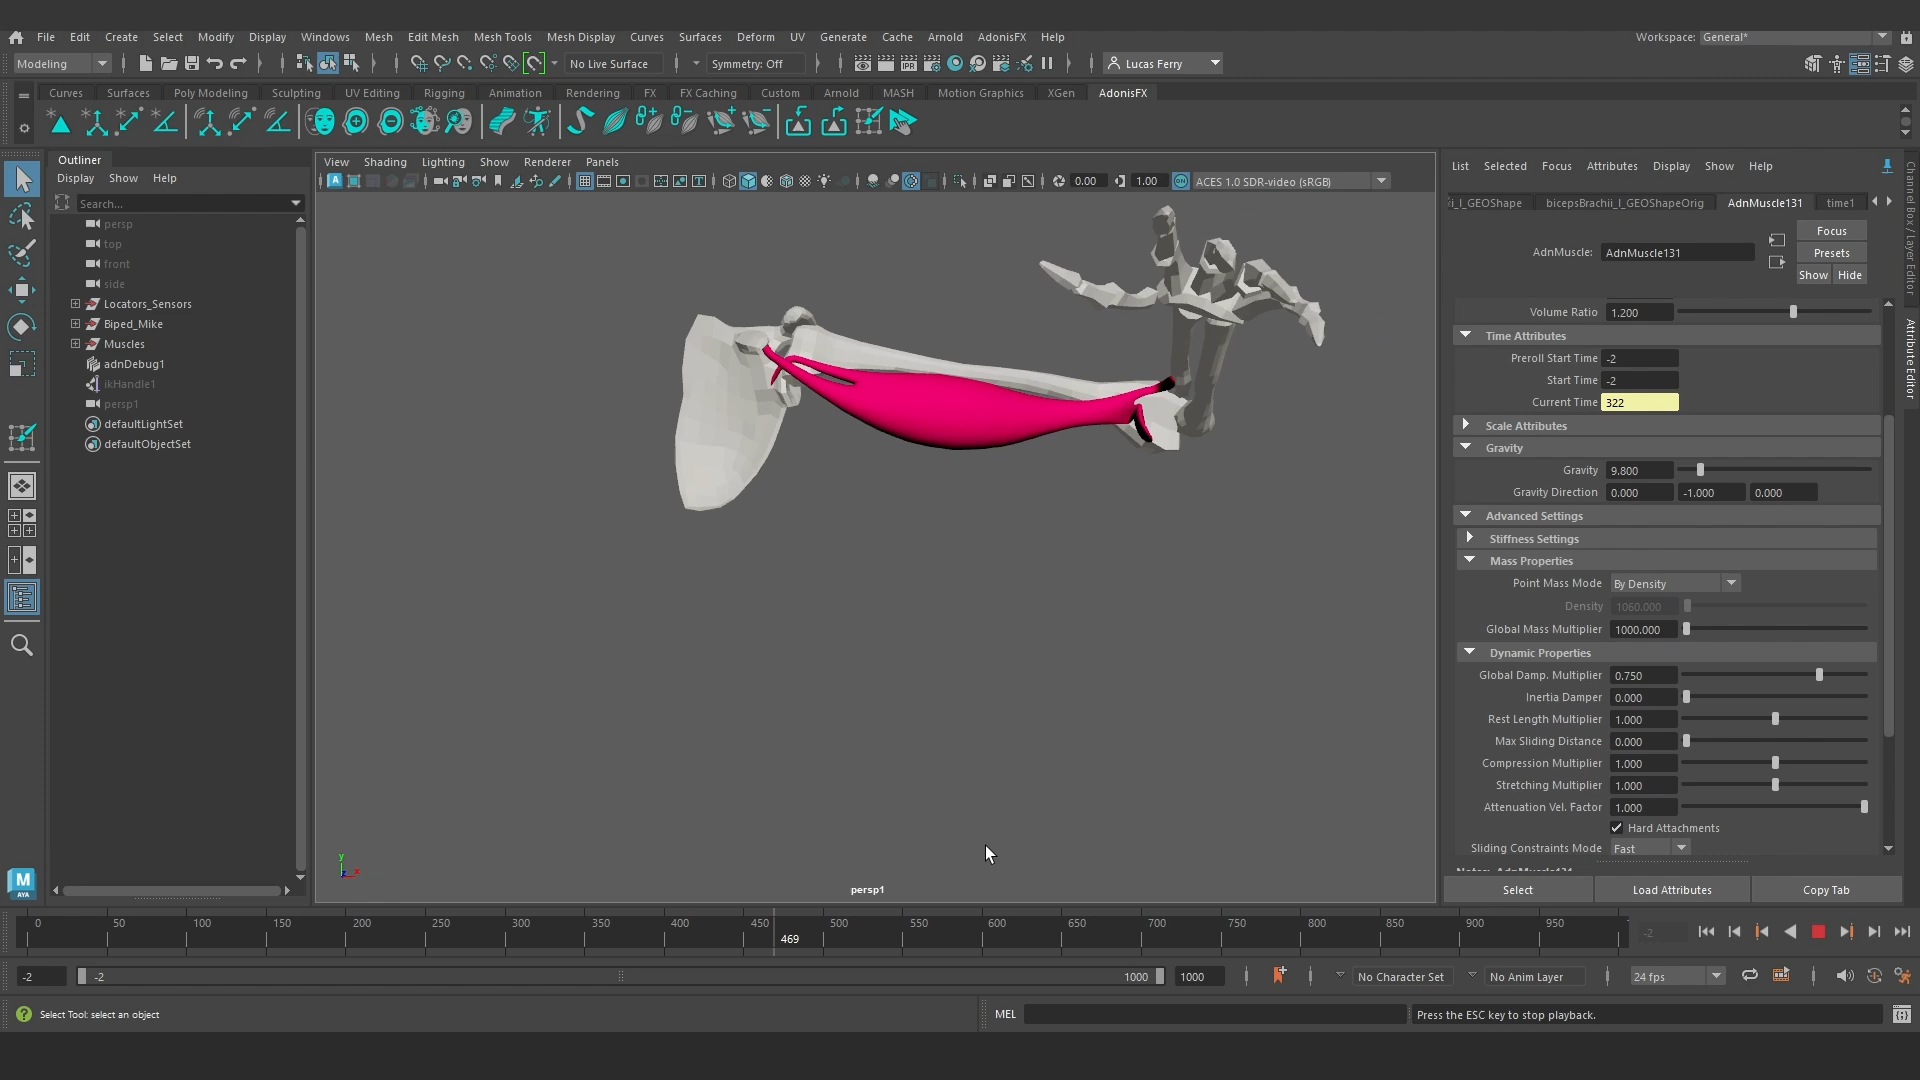 File Edit Create Select Modify Display Windows Mesh Edit Mesh Mesh Tools Mesh Display Curves Surfaces Deform UV Generate Cache Arnold AdonisFX Help
Workspace: General*
Modeling
No Live Surface
Symmetry: Off
Lucas Ferry
Curves Surfaces Poly Modeling Sculpting UV Editing Rigging Animation Rendering FX FX Caching Custom Arnold MASH Motion Graphics XGen AdonisFX
Outliner
Display Show Help
Search...
persp
top
front
side
Locators_Sensors
Biped_Mike
Muscles
adnDebug1
ikHandle1
persp1
defaultLightSet
defaultObjectSet
View Shading Lighting Show Renderer Panels
0.00
1.00
ACES 1.0 SDR-video (sRGB)
y
x
persp1
List Selected Focus Attributes Display Show Help
i_l_GEOShape bicepsBrachii_l_GEOShapeOrig AdnMuscle131 time1
Focus
AdnMuscle: AdnMuscle131
Presets
Show Hide
Volume Ratio 1.200
Time Attributes
Preroll Start Time -2
Start Time -2
Current Time 322
Scale Attributes
Gravity
Gravity 9.800
Gravity Direction 0.000 -1.000 0.000
Advanced Settings
Stiffness Settings
Mass Properties
Point Mass Mode By Density
Density 1060.000
Global Mass Multiplier 1000.000
Dynamic Properties
Global Damp. Multiplier 0.750
Inertia Damper 0.000
Rest Length Multiplier 1.000
Max Sliding Distance 0.000
Compression Multiplier 1.000
Stretching Multiplier 1.000
Attenuation Vel. Factor 1.000
Hard Attachments
Sliding Constraints Mode Fast
Notes: AdnMuscle131
Select Load Attributes Copy Tab
Channel Box / Layer Editor
Attribute Editor
M
AYA
0 50 100 150 200 250 300 350 400 450 500 550 600 650 700 750 800 850 900 950
469
-2
-2
-2
1000
1000
No Character Set
No Anim Layer
24 fps
Select Tool: select an object
MEL
Press the ESC key to stop playback.